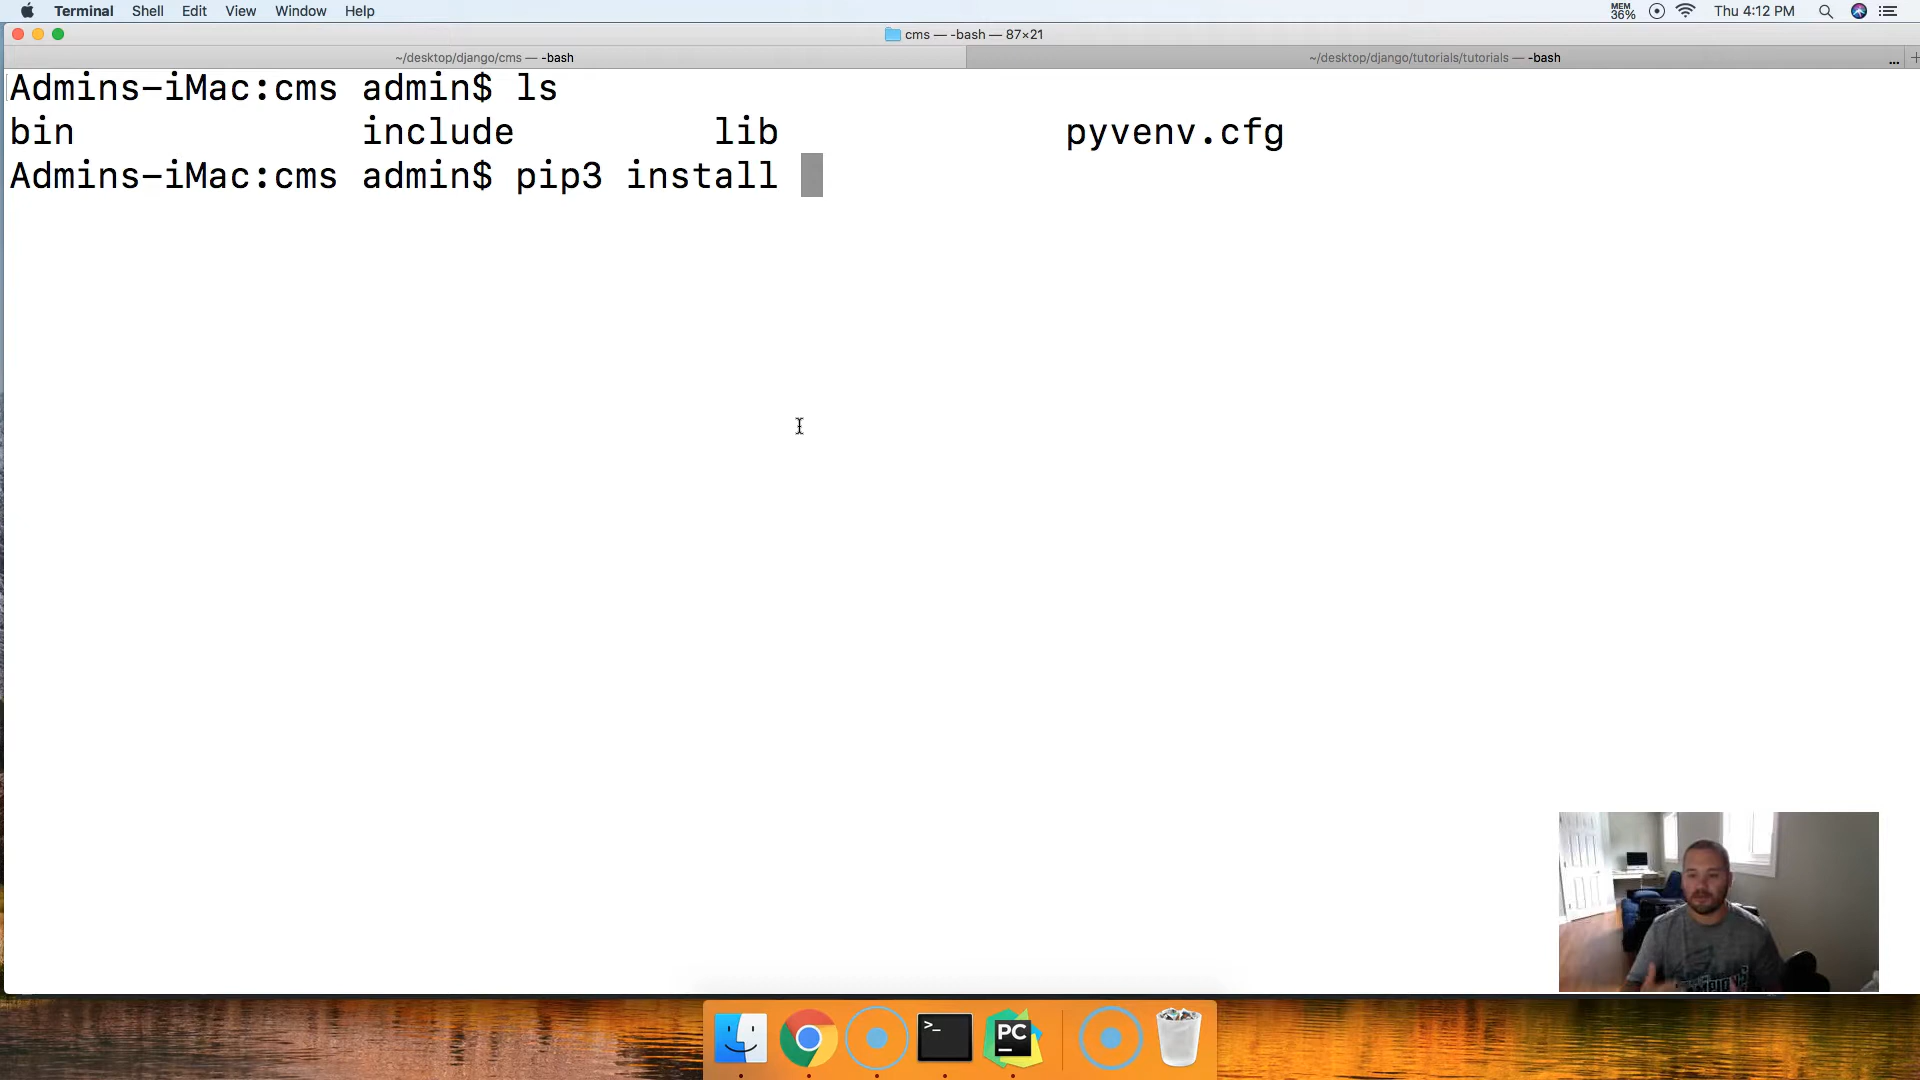 Terminal Shell Edit View Window Help MEM 36% Thu 4:12 PM
cms — -bash — 87×21
~/desktop/django/cms — -bash ~/desktop/django/tutorials/tutorials — -bash ... +
Admins-iMac:cms admin$ ls
bin include lib pyvenv.cfg
Admins-iMac:cms admin$ pip3 install
>_ PC